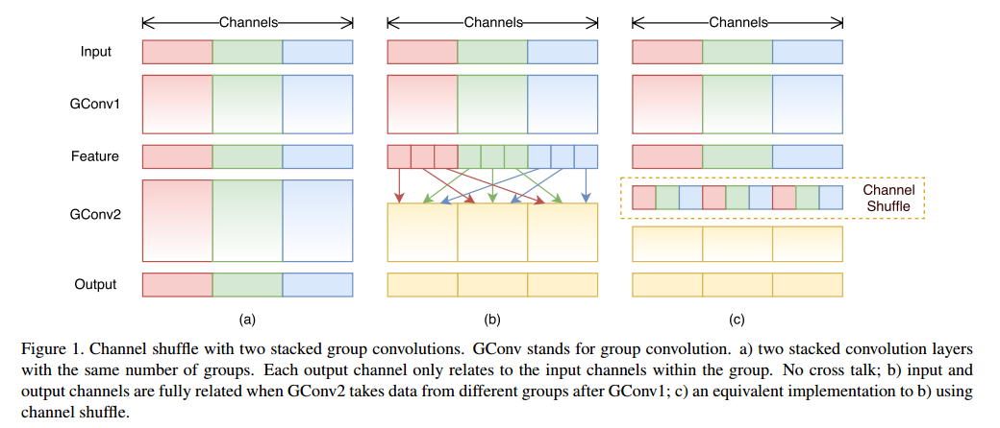 Channels Channels Channels
Input
GConv1
Feature
Channel
Shuffle
GConv2
Output
(a) (b) (c)
Figure 1. Channel shuffle with two stacked group convolutions. GConv stands for group convolution. a) two stacked convolution layers
with the same number of groups. Each output channel only relates to the input channels within the group. No cross talk; b) input and
output channels are fully related when GConv2 takes data from different groups after GConv1; c) an equivalent implementation to b) using
channel shuffle.